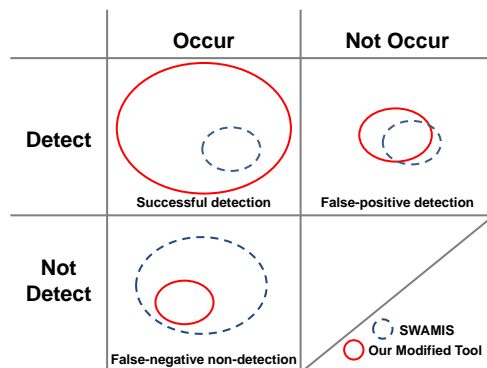 Occur
Not Occur
Detect
Successful detection
False-positive detection
Not
Detect
False-negative non-detection
SWAMIS
Our Modified Tool